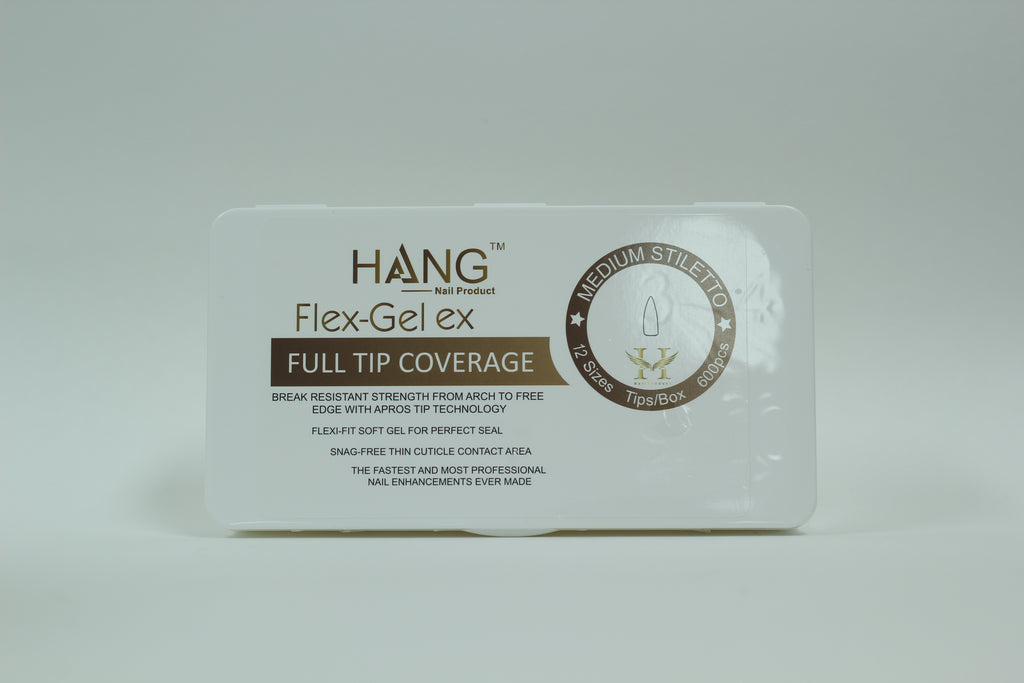 HANG™
Nail Product
Flex-Gel ex
FULL TIP COVERAGE
BREAK RESISTANT STRENGTH FROM ARCH TO FREE
EDGE WITH APROS TIP TECHNOLOGY
FLEXI-FIT SOFT GEL FOR PERFECT SEAL
SNAG-FREE THIN CUTICLE CONTACT AREA
THE FASTEST AND MOST PROFESSIONAL
NAIL ENHANCEMENTS EVER MADE
MEDIUM STILETTO
H
Nail Product
12 Sizes
Tips/Box
600pcs